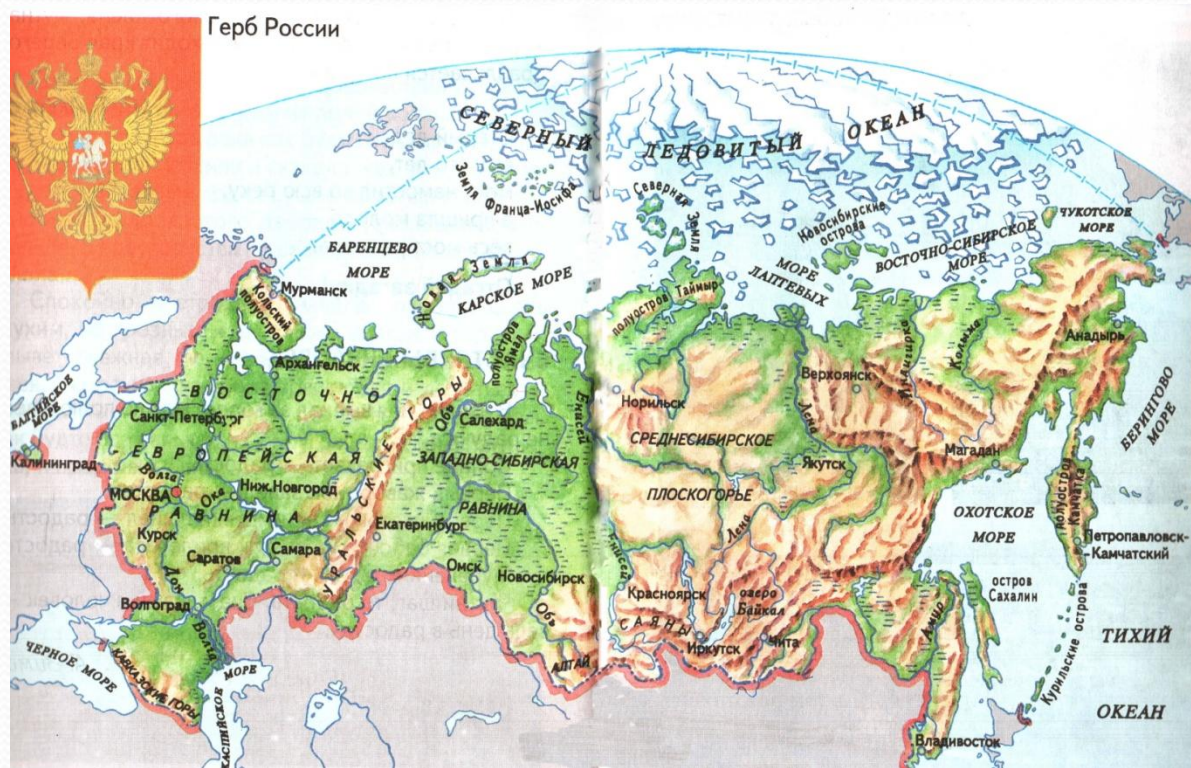 Герб России
СЕВЕРНЫЙ
ЛЕДОВИТЫЙ
ОКЕАН
Земля Франца-Иосифа
Северная
Земля
Новосибирские
острова
ЧУКОТСКОЕ
МОРЕ
ВОСТОЧНО-СИБИРСКОЕ
МОРЕ
БАРЕНЦЕВО
МОРЕ
Новая Земля
КАРСКОЕ МОРЕ
МОРЕ
ЛАПТЕВЫХ
полуостров Таймыр
Мурманск
Кольский
полуостров
полуостров
Ямал
Индигирка
Колыма
Анадырь
Архангельск
Верхоянск
БЕРИНГОВО
МОРЕ
БАЛТИЙСКОЕ
МОРЕ
ВОСТОЧНО
Санкт-Петербург
УРАЛЬСКИЕ ГОРЫ
Обь
Салехард
Енисей
Норильск
Лена
СРЕДНЕСИБИРСКОЕ
Магадан
Калининград
ЕВРОПЕЙСКАЯ
ЗАПАДНО-СИБИРСКАЯ
Якутск
Волга
МОСКВА
Ока
Ниж.Новгород
РАВНИНА
РАВНИНА
ПЛОСКОГОРЬЕ
Лена
полуостров
Камчатка
ОХОТСКОЕ
МОРЕ
Курск
Екатеринбург
Петропавловск-
-Камчатский
Саратов
Самара
Омск
Новосибирск
Енисей
Красноярск
озеро
Байкал
остров
Сахалин
Дон
Волгоград
Обь
САЯНЫ
Иркутск
Чита
Амур
Курильские острова
ТИХИЙ
ОКЕАН
Волга
ЧЕРНОЕ МОРЕ
КАВКАЗСКИЕ ГОРЫ
КАСПИЙСКОЕ
МОРЕ
АЛТАЙ
Владивосток